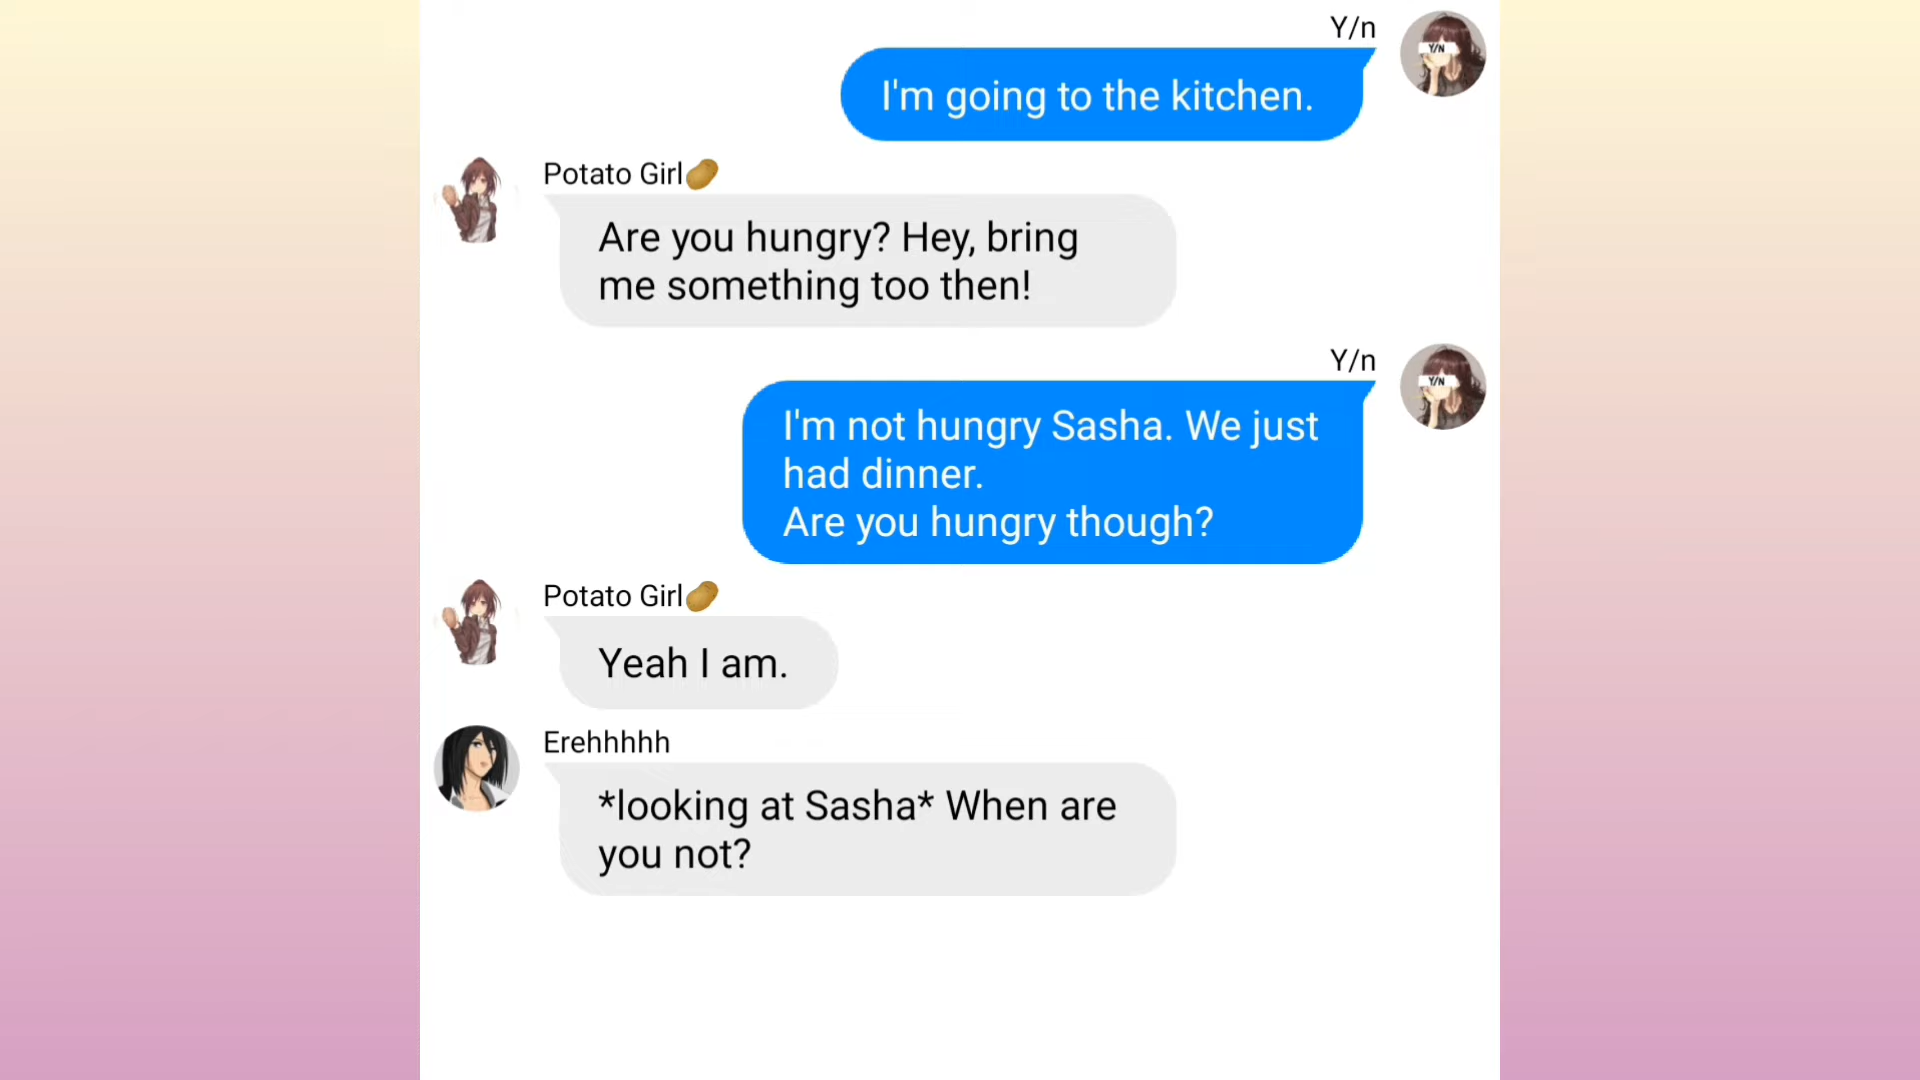 Y/n
Y/N
I'm going to the kitchen.
Potato Girl🥔
Are you hungry? Hey, bring
me something too then!
Y/n
Y/N
I'm not hungry Sasha. We just
had dinner.
Are you hungry though?
Potato Girl🥔
Yeah I am.
Erehhhhh
*looking at Sasha* When are
you not?